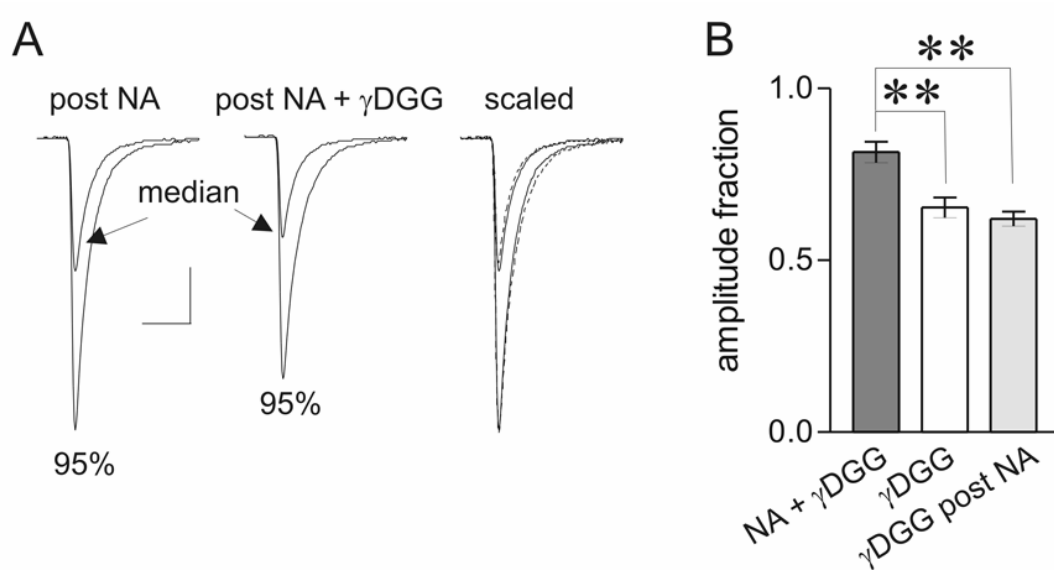 A
B
post NA
post NA + γDGG
scaled
median
95%
95%
**
**
amplitude fraction
1.0
0.5
0.0
NA + γDGG
γDGG
γDGG post NA